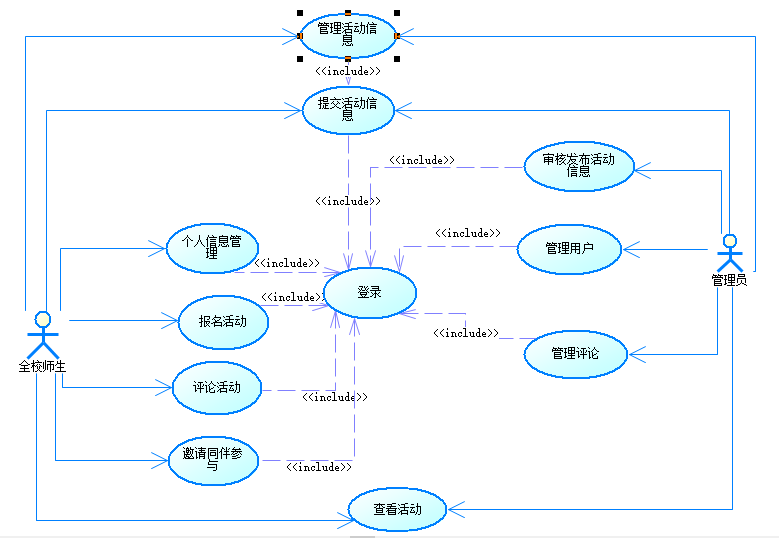 管理活动信
息
<<include>>
提交活动信
息
<<include>>
审核发布活动
信息
<<include>>
个人信息管
理
<<include>>
<<include>>
管理用户
管理员
登录
<<include>>
报名活动
<<include>>
管理评论
全校师生
评论活动
<<include>>
邀请同伴参
与
<<include>>
查看活动